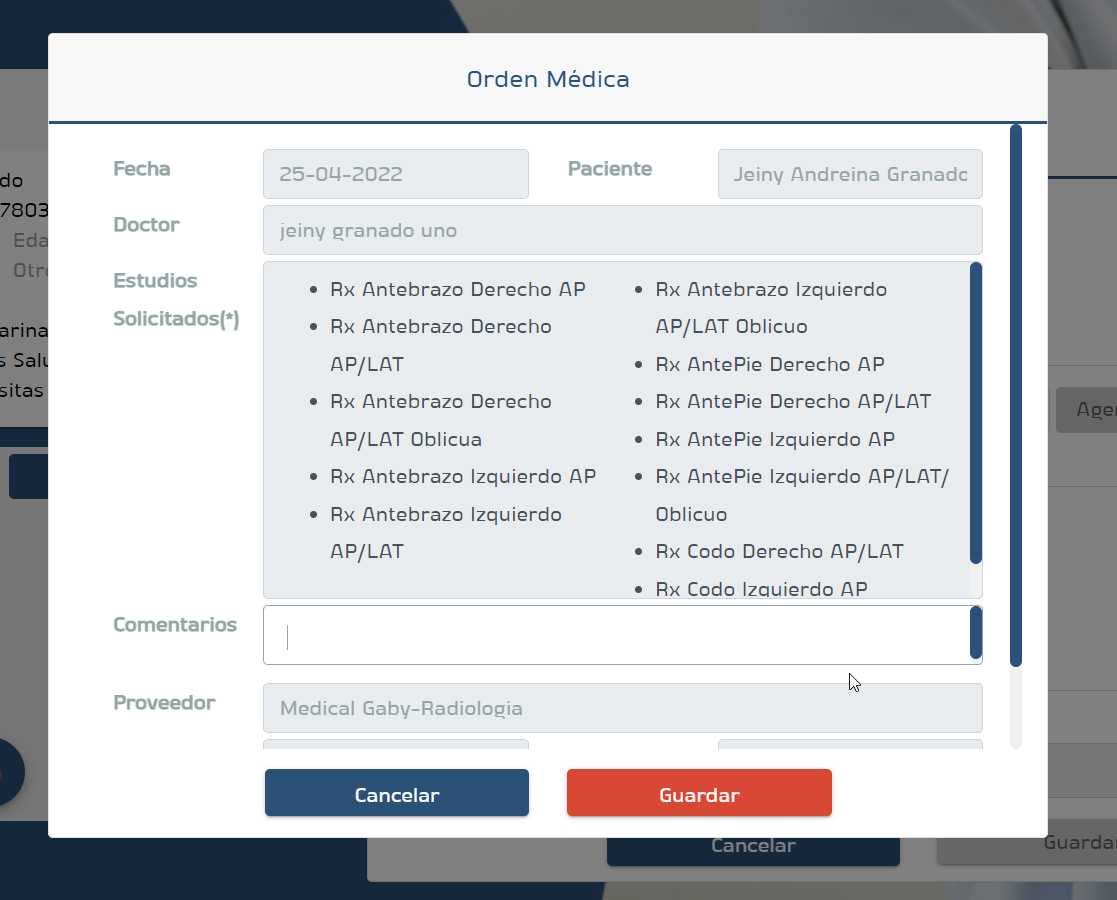 Orden Médica
Fecha
25-04-2022
Paciente
Jeiny Andreina Granado
Doctor
jeiny granado uno
Estudios
Solicitados(*)
Rx Antebrazo Derecho AP
Rx Antebrazo Derecho
AP/LAT
Rx Antebrazo Derecho
AP/LAT Oblicua
Rx Antebrazo Izquierdo AP
Rx Antebrazo Izquierdo
AP/LAT
Rx Antebrazo Izquierdo
AP/LAT Oblicuo
Rx AntePie Derecho AP
Rx AntePie Derecho AP/LAT
Rx AntePie Izquierdo AP
Rx AntePie Izquierdo AP/LAT/
Oblicuo
Rx Codo Derecho AP/LAT
Rx Codo Izquierdo AP
Comentarios
Proveedor
Medical Gaby-Radiologia
Cancelar
Guardar
do
7803
Eda
Otro
arina
s Salu
sitas
Age
Cancelar
Guardar